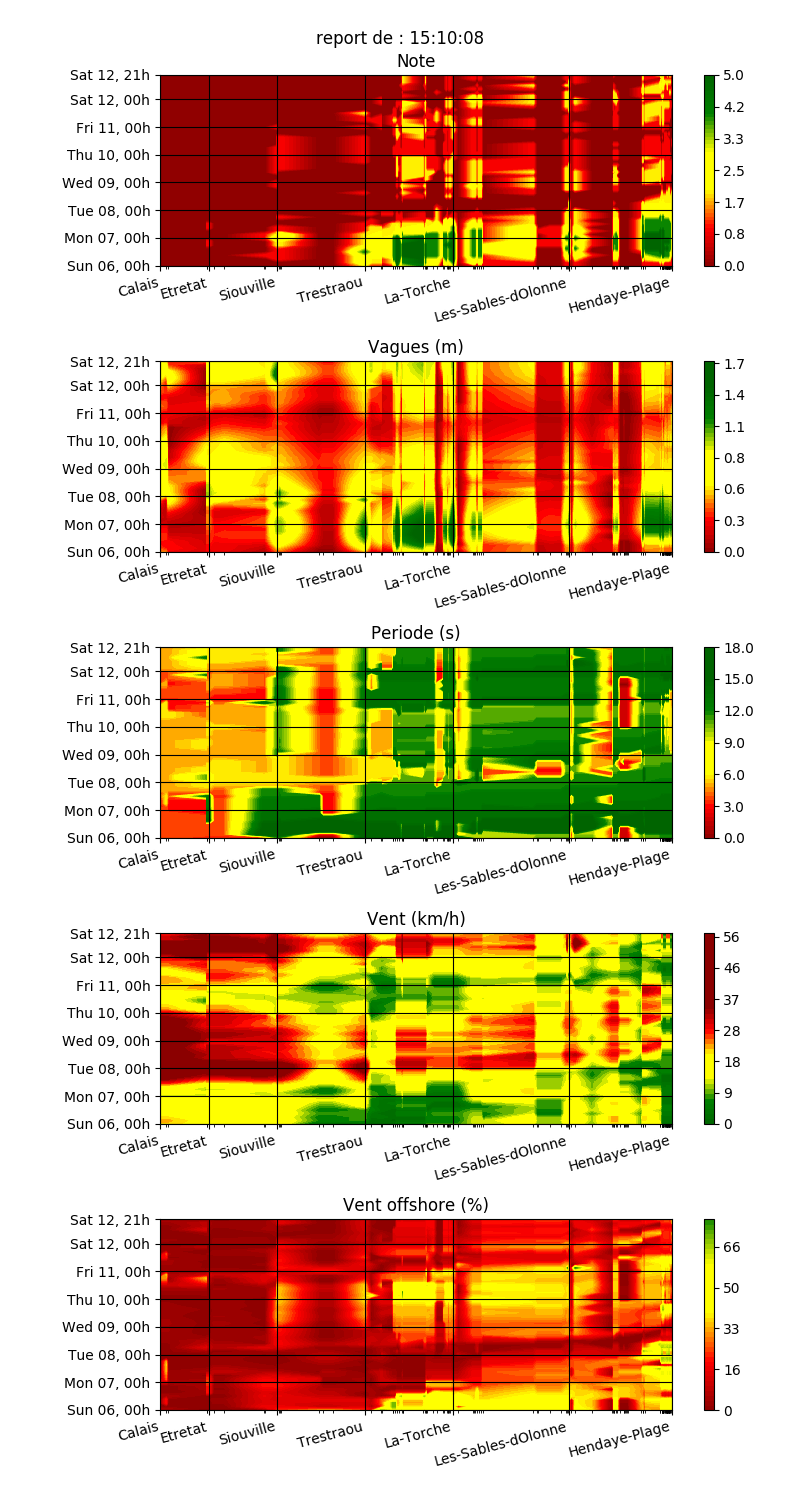 report de : 15:10:08
Note
Sat 12, 21h
Sat 12, 00h
Fri 11, 00h
Thu 10, 00h
Wed 09, 00h
Tue 08, 00h
Mon 07, 00h
Sun 06, 00h
5.0
4.2
3.3
2.5
1.7
0.8
0.0
Calais Etretat Siouville Trestraou La-Torche Les-Sables-dOlonne Hendaye-Plage
Vagues (m)
Sat 12, 21h
Sat 12, 00h
Fri 11, 00h
Thu 10, 00h
Wed 09, 00h
Tue 08, 00h
Mon 07, 00h
Sun 06, 00h
1.7
1.4
1.1
0.8
0.6
0.3
0.0
Calais Etretat Siouville Trestraou La-Torche Les-Sables-dOlonne Hendaye-Plage
Periode (s)
Sat 12, 21h
Sat 12, 00h
Fri 11, 00h
Thu 10, 00h
Wed 09, 00h
Tue 08, 00h
Mon 07, 00h
Sun 06, 00h
18.0
15.0
12.0
9.0
6.0
3.0
0.0
Calais Etretat Siouville Trestraou La-Torche Les-Sables-dOlonne Hendaye-Plage
Vent (km/h)
Sat 12, 21h
Sat 12, 00h
Fri 11, 00h
Thu 10, 00h
Wed 09, 00h
Tue 08, 00h
Mon 07, 00h
Sun 06, 00h
56
46
37
28
18
9
0
Calais Etretat Siouville Trestraou La-Torche Les-Sables-dOlonne Hendaye-Plage
Vent offshore (%)
Sat 12, 21h
Sat 12, 00h
Fri 11, 00h
Thu 10, 00h
Wed 09, 00h
Tue 08, 00h
Mon 07, 00h
Sun 06, 00h
66
50
33
16
0
Calais Etretat Siouville Trestraou La-Torche Les-Sables-dOlonne Hendaye-Plage